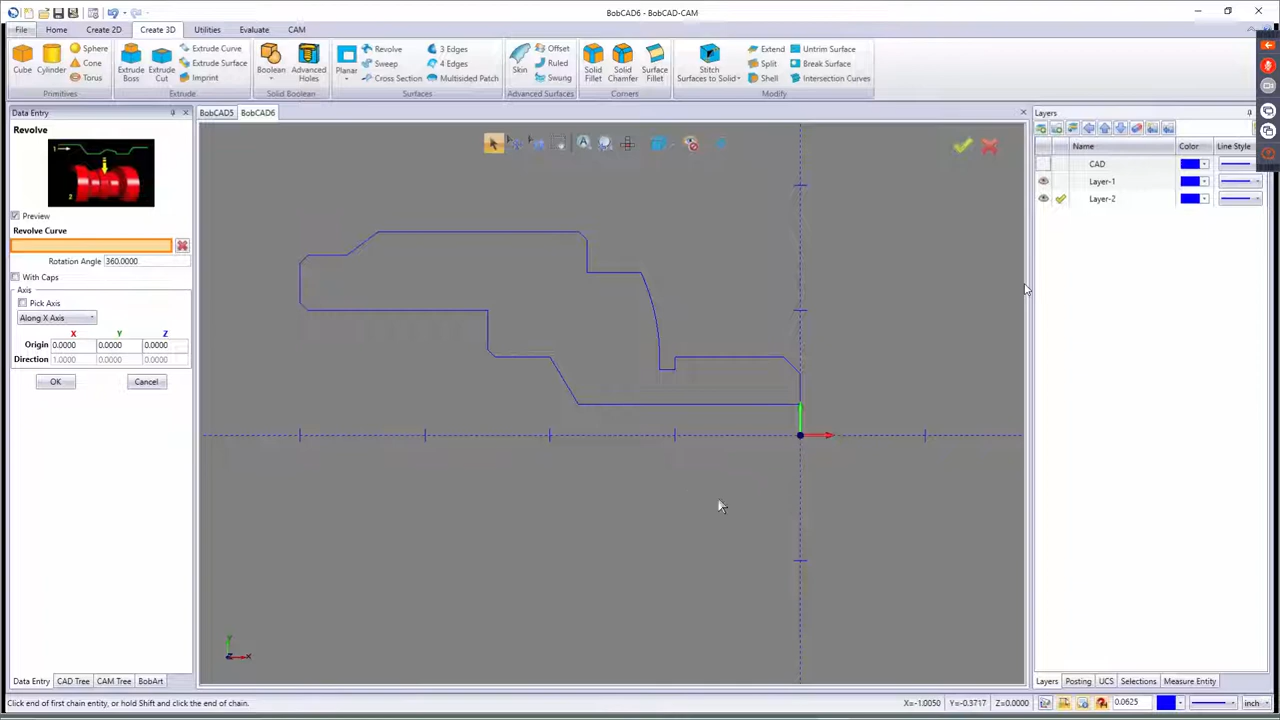 BobCAD6 - BobCAD-CAM
File Home Create 2D Create 3D Utilities Evaluate CAM
Cube Cylinder Sphere Cone Torus Extrude Boss Extrude Cut Extrude Curve Extrude Surface Imprint Boolean Advanced Holes Planar Revolve Sweep Cross Section 3 Edges 4 Edges Multisided Patch Skin Offset Ruled Swung Solid Fillet Solid Chamfer Surface Fillet Stitch Surfaces to Solid Extend Split Shell Untrim Surface Break Surface Intersection Curves
Primitives Extrude Solid Boolean Surfaces Advanced Surfaces Corners Modify
Data Entry BobCAD5 BobCAD6 Layers
Revolve
1
2
Preview
Revolve Curve
Rotation Angle 360.0000
With Caps
Axis
Pick Axis
Along X Axis
X Y Z
Origin 0.0000 0.0000 0.0000
Direction 1.0000 0.0000 0.0000
OK Cancel
Name Color Line Style
CAD
Layer-1
Layer-2
Y
X
Data Entry CAD Tree CAM Tree BobArt Layers Posting UCS Selections Measure Entity
Click end of first chain entity, or hold Shift and click the end of chain. X=-1.0050 Y=-0.3717 Z=0.0000 0.0625 inch